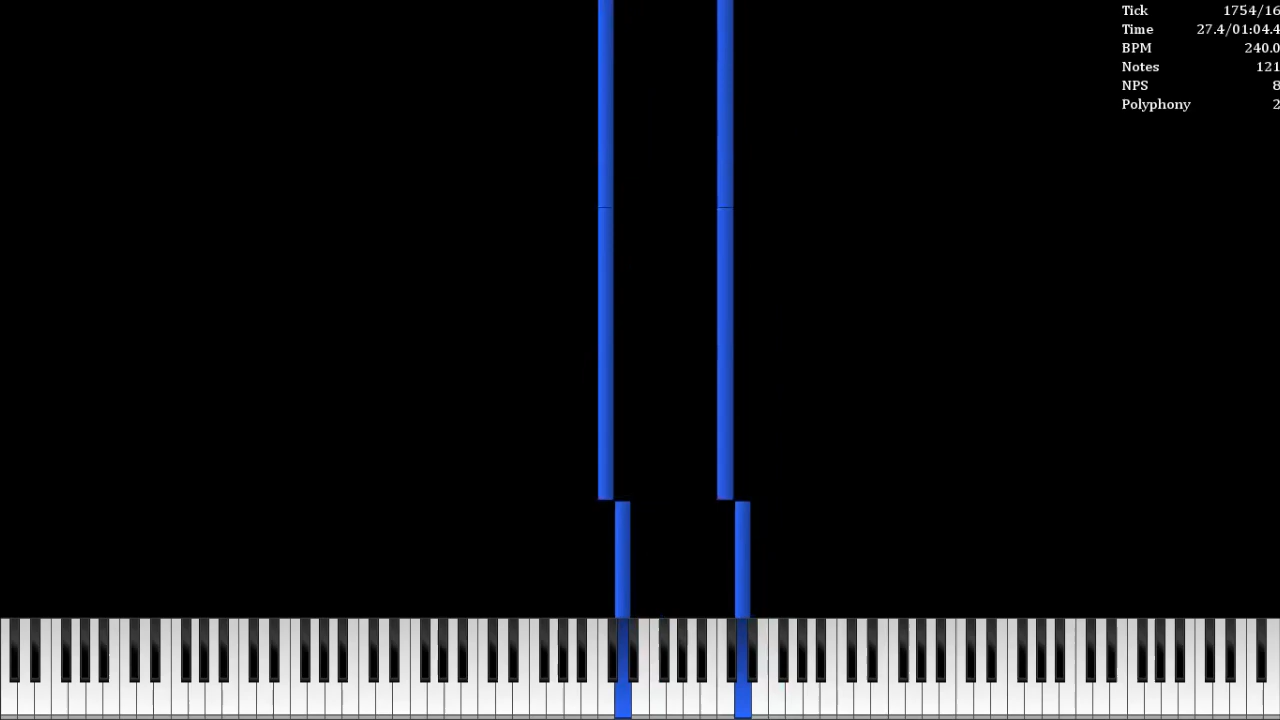 Tick 1754/16
Time 27.4/01:04.4
BPM 240.0
Notes 121
NPS 8
Polyphony 2